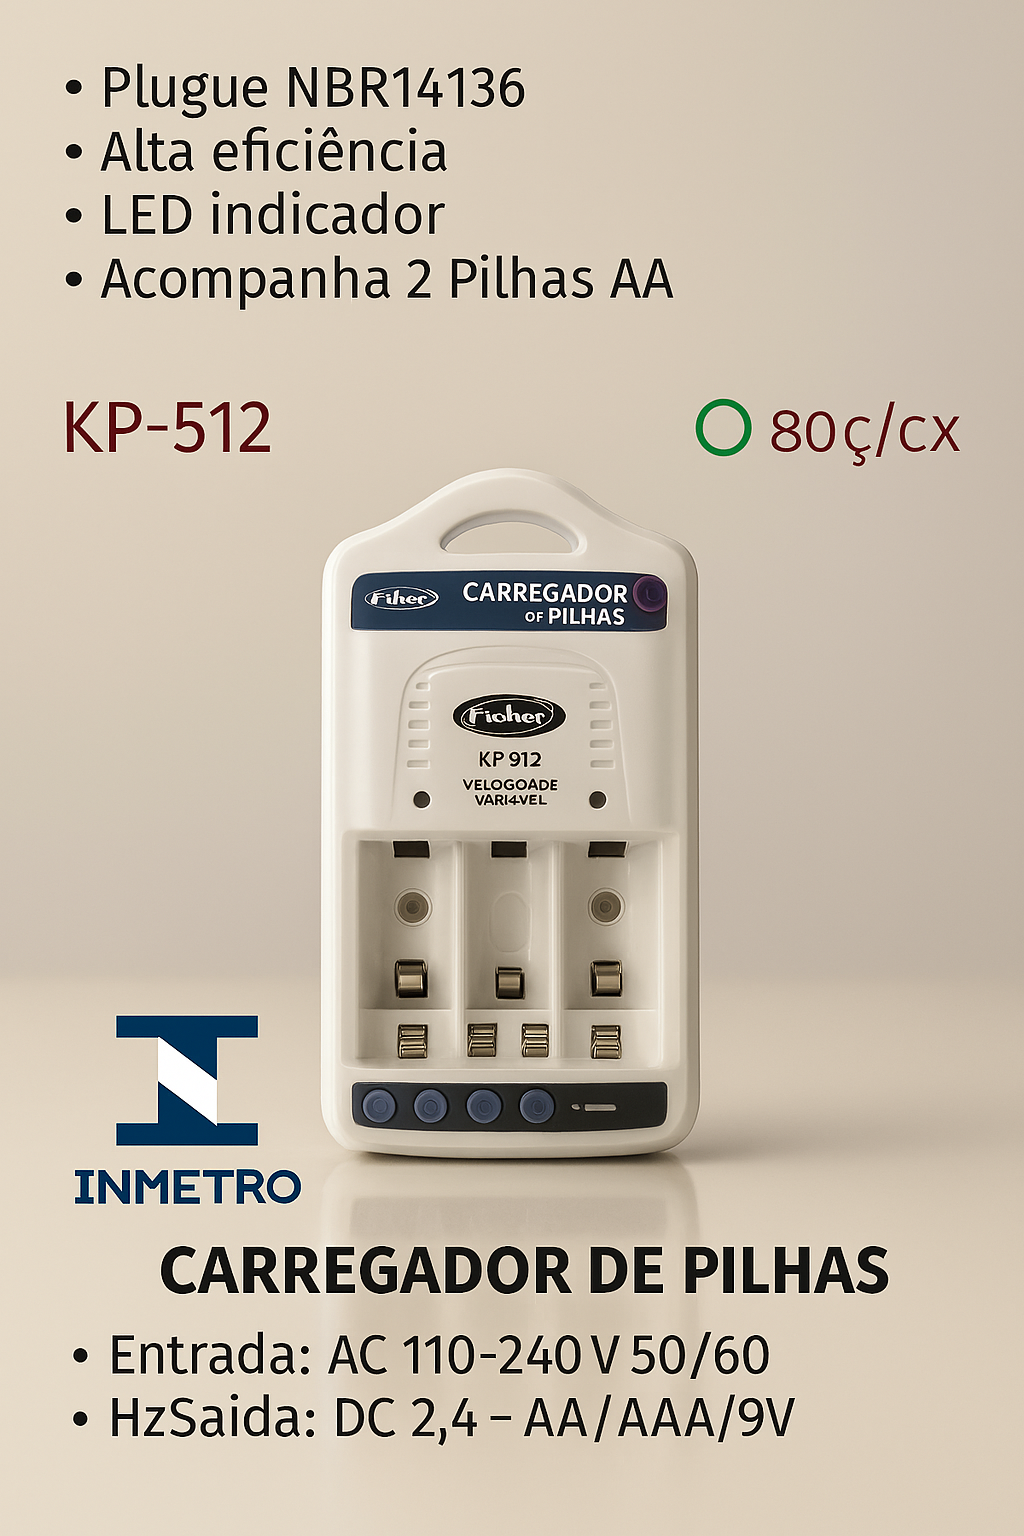 • Plugue NBR14136
• Alta eficiência
• LED indicador
• Acompanha 2 Pilhas AA
KP-512
80ç/cx
Fiher
CARREGADOR
OF PILHAS
Fioher
KP 912
VELOGOADE
VARI4VEL
INMETRO
CARREGADOR DE PILHAS
• Entrada: AC 110-240 V 50/60
• HzSaida: DC 2,4 – AA/AAA/9V